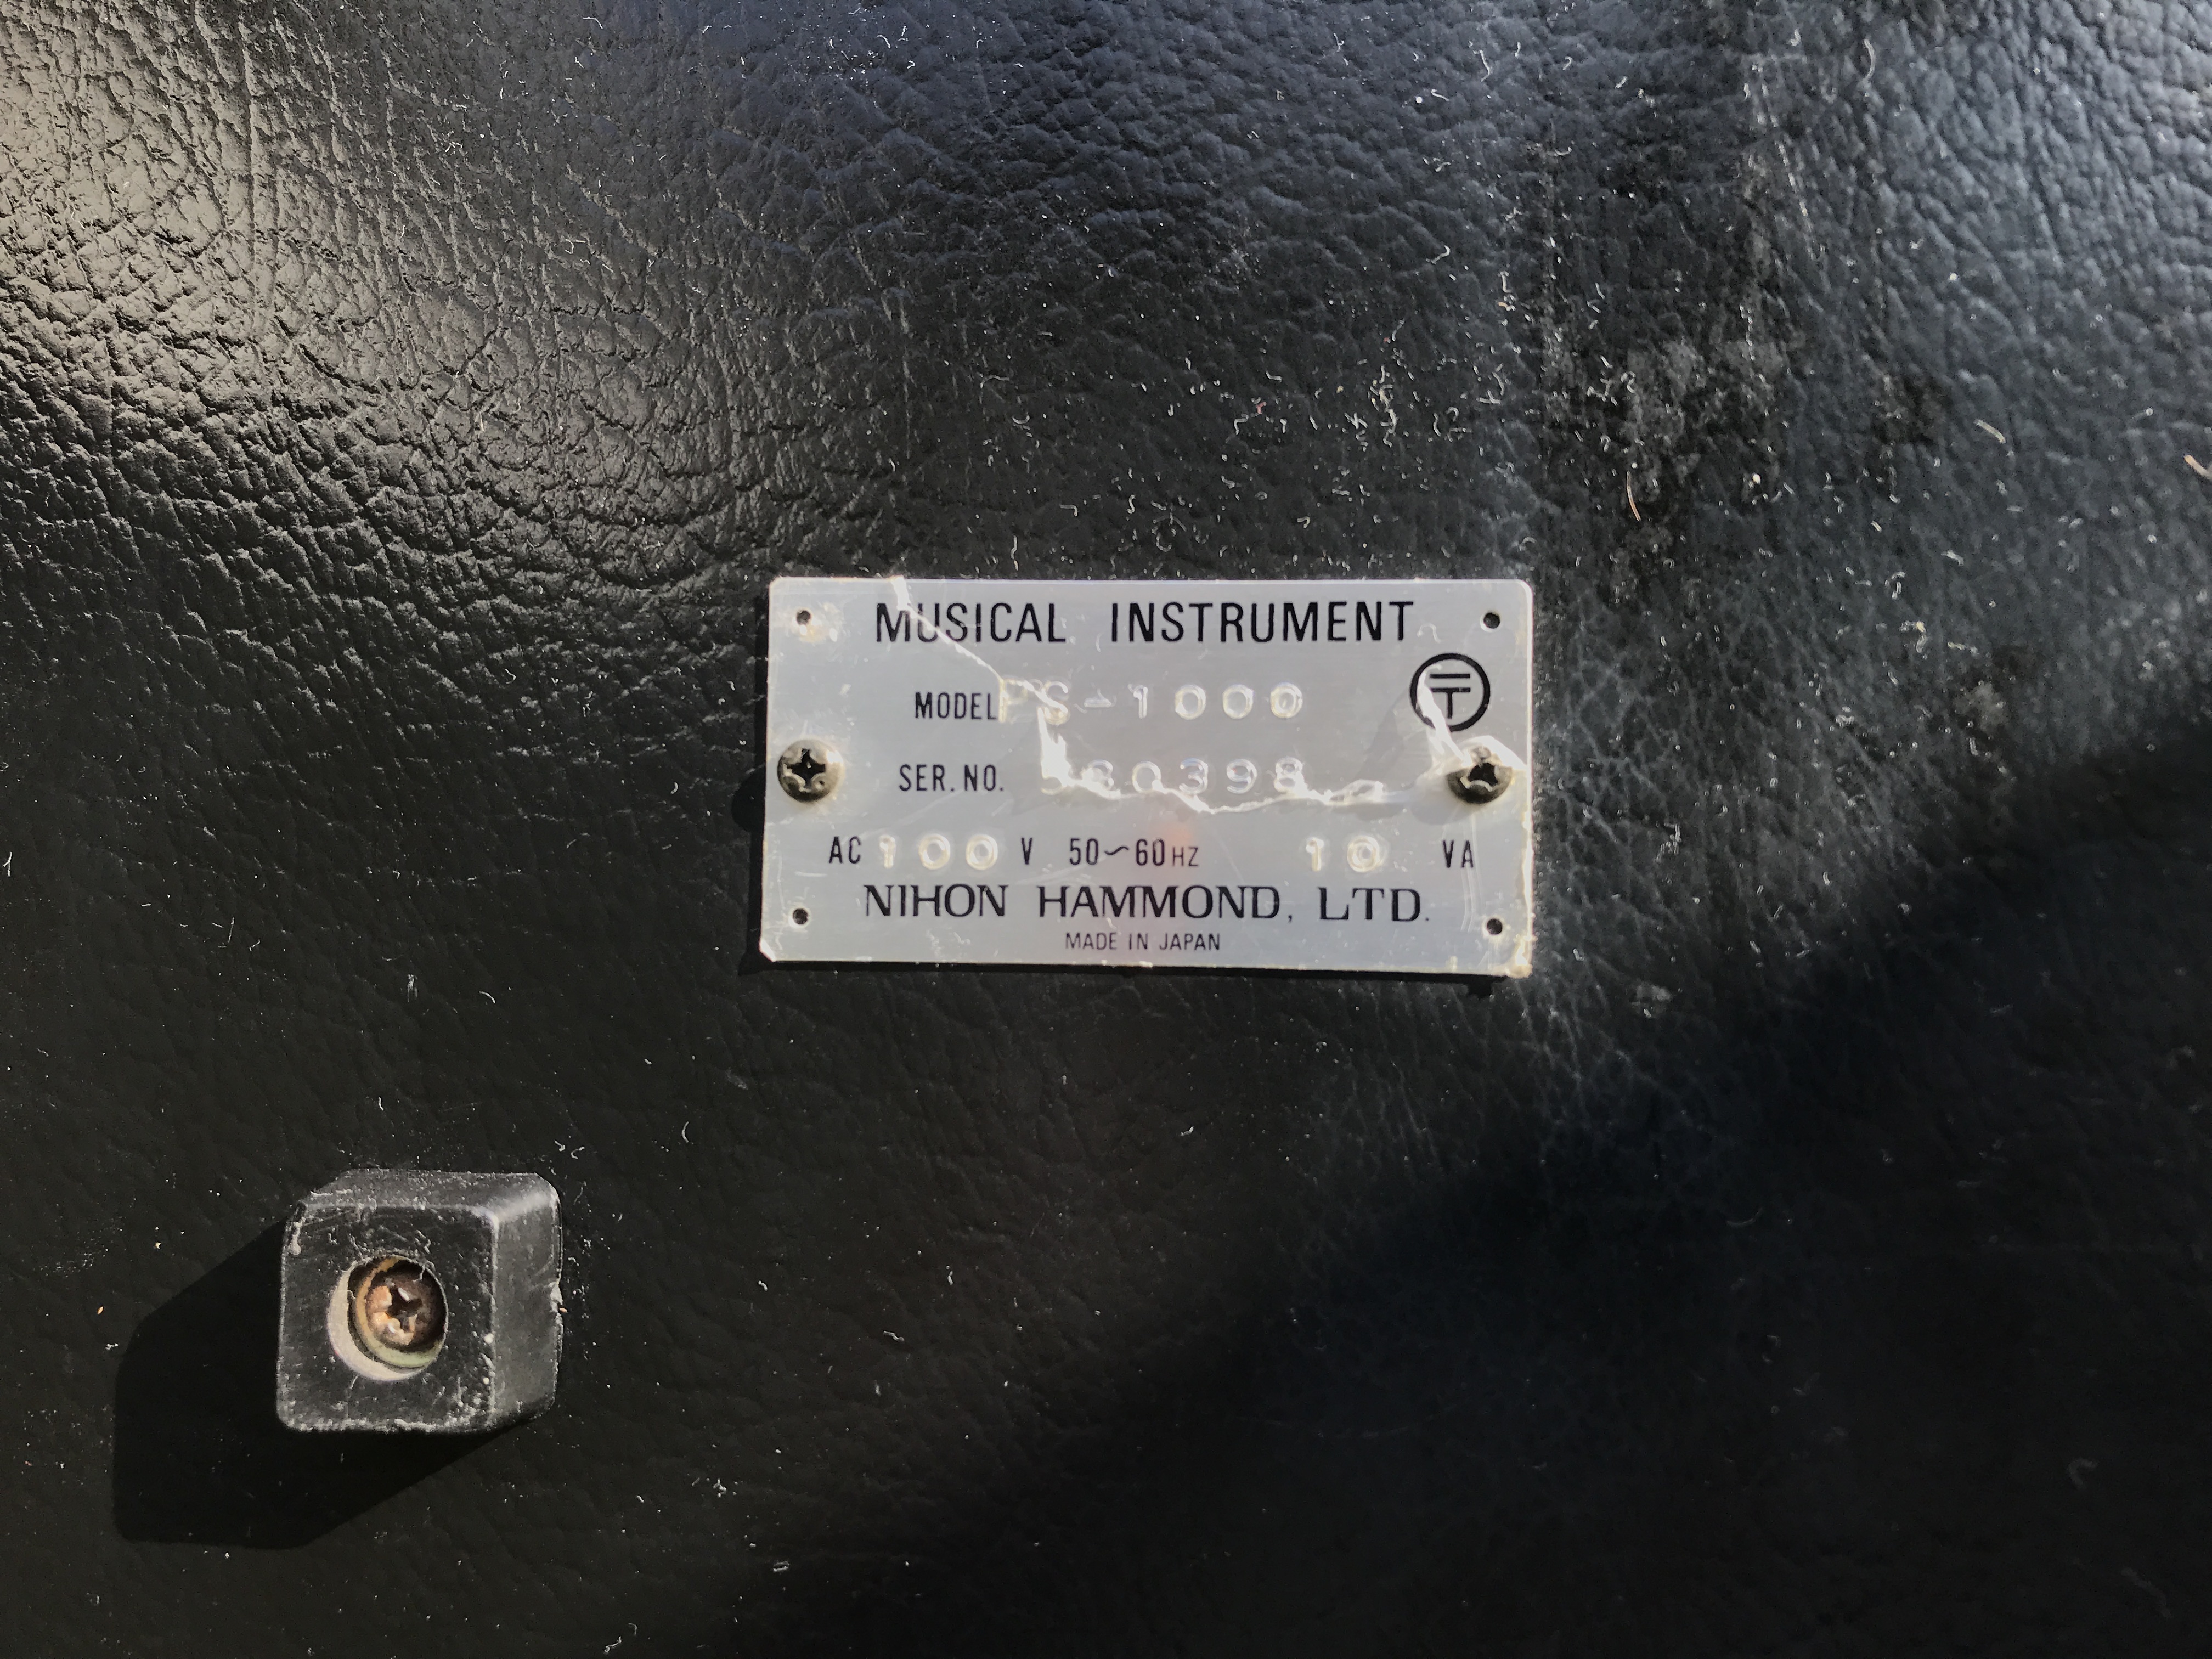 MUSICAL INSTRUMENT
MODEL PS-1000
SER. NO.
AC 100 V 50~60HZ 10 VA
NIHON HAMMOND, LTD.
MADE IN JAPAN